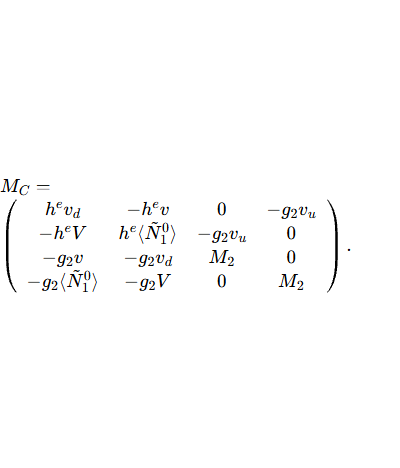 M_C =
( h^e v_d  −h^e v  0  −g_2 v_u )
( −h^e V  h^e ⟨Ñ_1^0⟩  −g_2 v_u  0 )
( −g_2 v  −g_2 v_d  M_2  0 )
( −g_2 ⟨Ñ_1^0⟩  −g_2 V  0  M_2 ) .